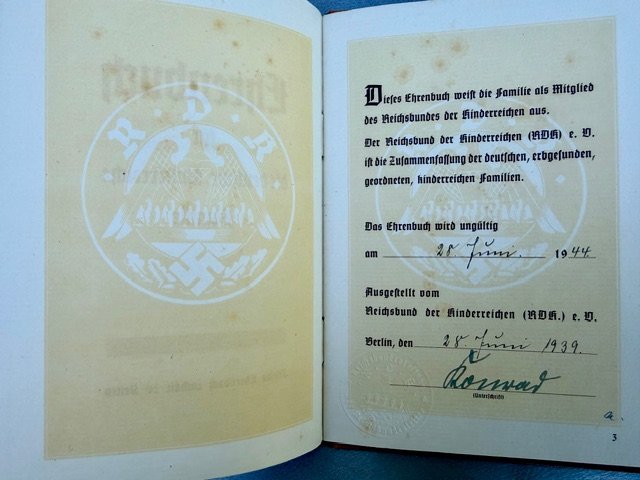 Ehrenbuch
R D K
Dieses Ehrenbuch weist die Familie als Mitglied
des Reichsbundes der Kinderreichen aus.
Der Reichsbund der Kinderreichen (RDK) e. V.
ist die Zusammenfassung der deutschen, erbgesunden,
geordneten, kinderreichen Familien.
Das Ehrenbuch wird ungültig
am 28. Juni. 1944.
Ausgestellt vom
Reichsbund der Kinderreichen (RDK.) e. V.
Berlin, den 28. Juni 1939.
Konrad
(Unterschrift)
a.
3